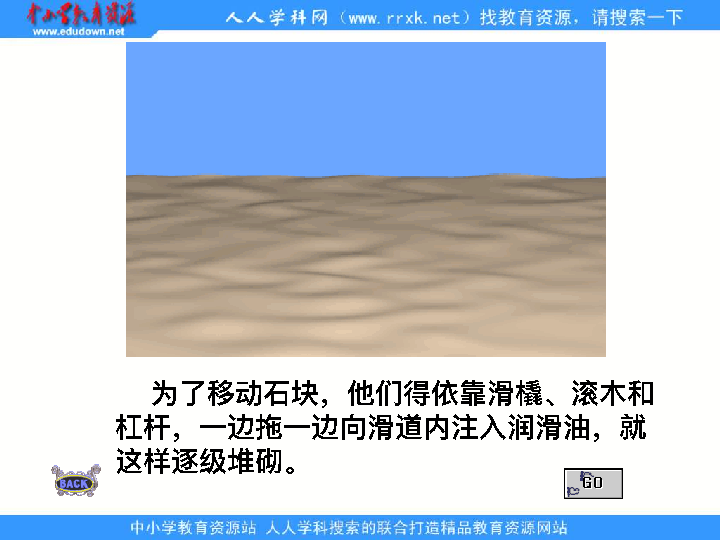 中小学教育资源
www.edudown.net
人人学科网（www.rrxk.net）找教育资源，请搜索一下
为了移动石块，他们得依靠滑橇、滚木和
杠杆，一边拖一边向滑道内注入润滑油，就
这样逐级堆砌。
BACK
GO
中小学教育资源站 人人学科搜索的联合打造精品教育资源网站